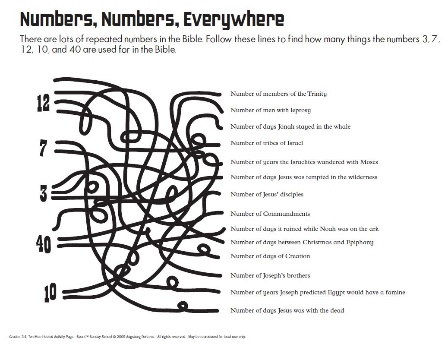 Numbers, Numbers, Everywhere
There are lots of repeated numbers in the Bible. Follow these lines to find how many things the numbers 3, 7,
12, 10, and 40 are used for in the Bible.
12
7
3
40
10
Number of members of the Trinity
Number of men with leprosy
Number of days Jonah stayed in the whale
Number of tribes of Israel
Number of years the Israelites wandered with Moses
Number of days Jesus was tempted in the wilderness
Number of Jesus' disciples
Number of Commandments
Number of days it rained while Noah was on the ark
Number of days between Christmas and Epiphany
Number of days of Creation
Number of Joseph's brothers
Number of years Joseph predicted Egypt would have a famine
Number of days Jesus was with the dead